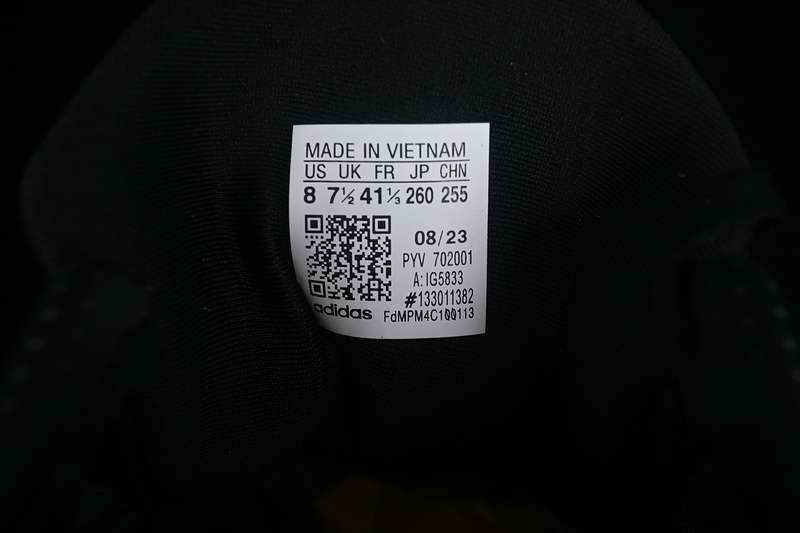 MADE IN VIETNAM
US UK FR JP CHN
8 7½ 41⅓ 260 255
08/23
PYV 702001
A: IG5833
#133011382
adidas FdMPM4C100113